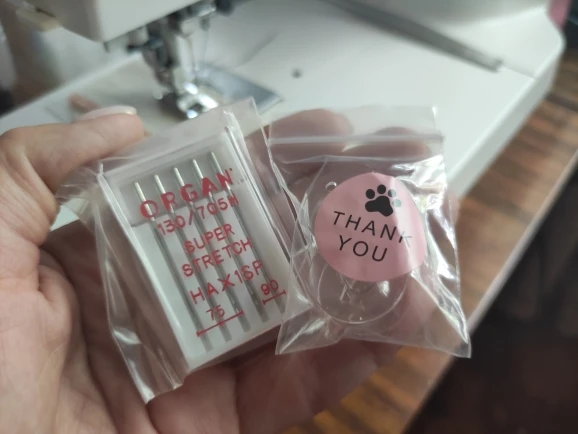 ORGAN
130/705H
SUPER
STRETCH
HAX1SP
75 90
THANK
YOU